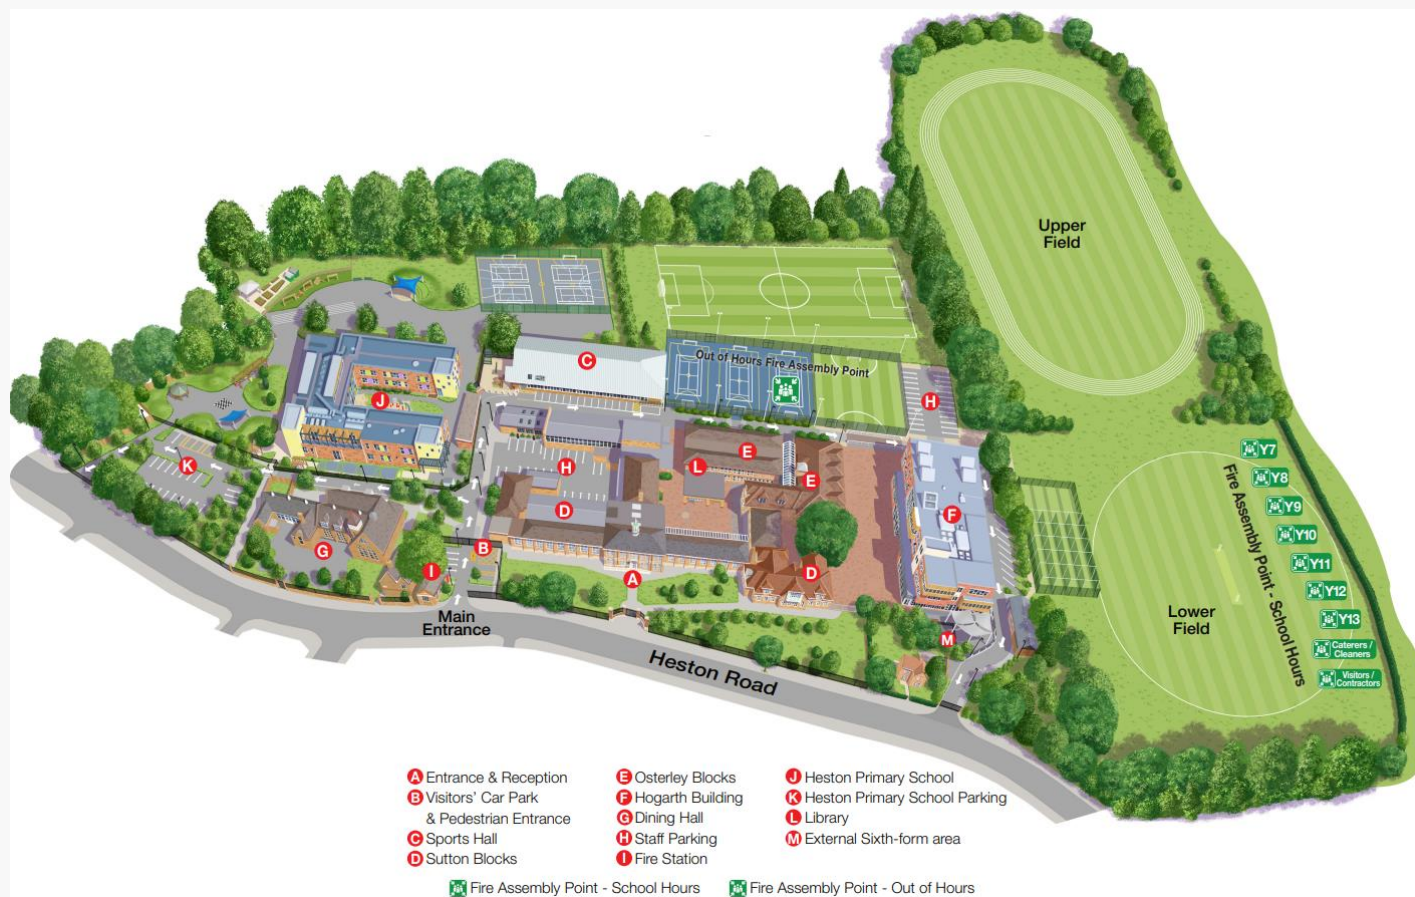 Upper
Field
Out of Hours Fire Assembly Point
C
J
H
E
L
E
K
H
D
F
Y7
Y8
Y9
Y10
Y11
Y12
Y13
Caterers /
Cleaners
Visitors /
Contractors
Fire Assembly Point - School Hours
G
B
I
A
D
M
Lower
Field
Main
Entrance
Heston Road
A Entrance & Reception
B Visitors' Car Park
& Pedestrian Entrance
C Sports Hall
D Sutton Blocks
E Osterley Blocks
F Hogarth Building
G Dining Hall
H Staff Parking
I Fire Station
J Heston Primary School
K Heston Primary School Parking
L Library
M External Sixth-form area
Fire Assembly Point - School Hours
Fire Assembly Point - Out of Hours